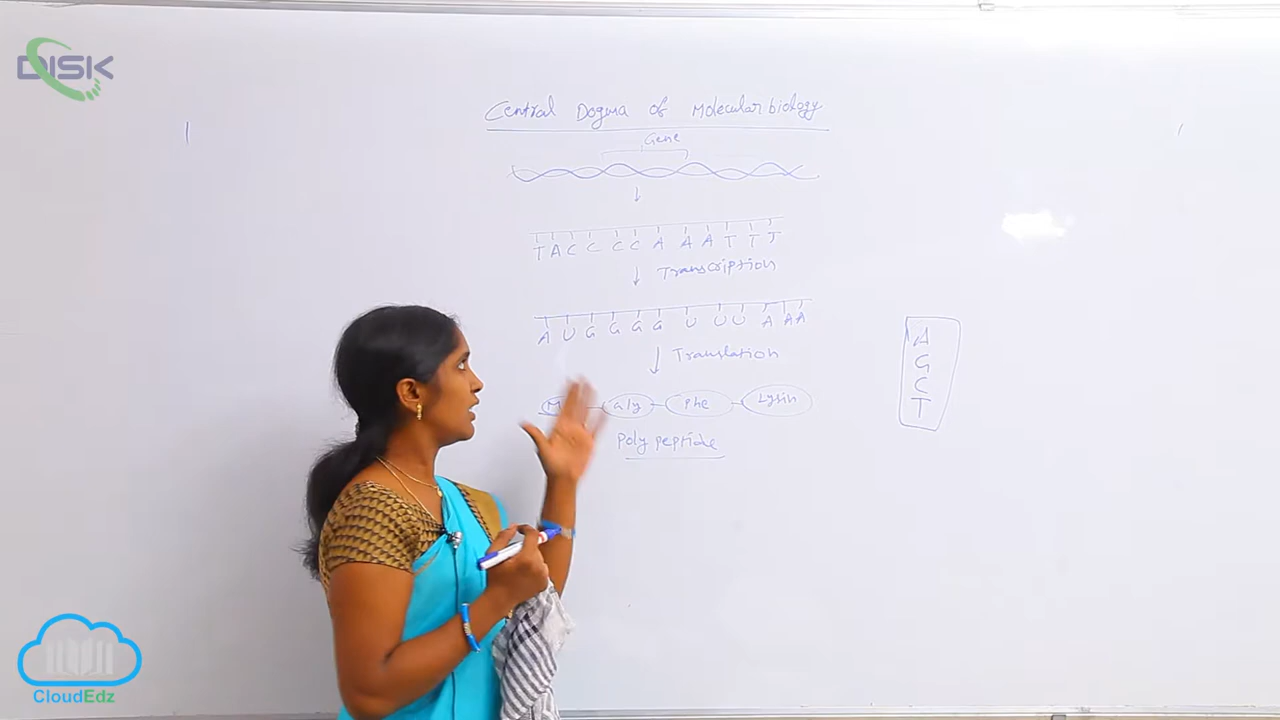 DISK
Central Dogma of Molecular biology
Gene
T A C C C C A A A T T T
Transcription
A U G G G G U U U A A A
Translation
M Gly Phe Lysin
Poly peptide
A
G
C
T
CloudEdz